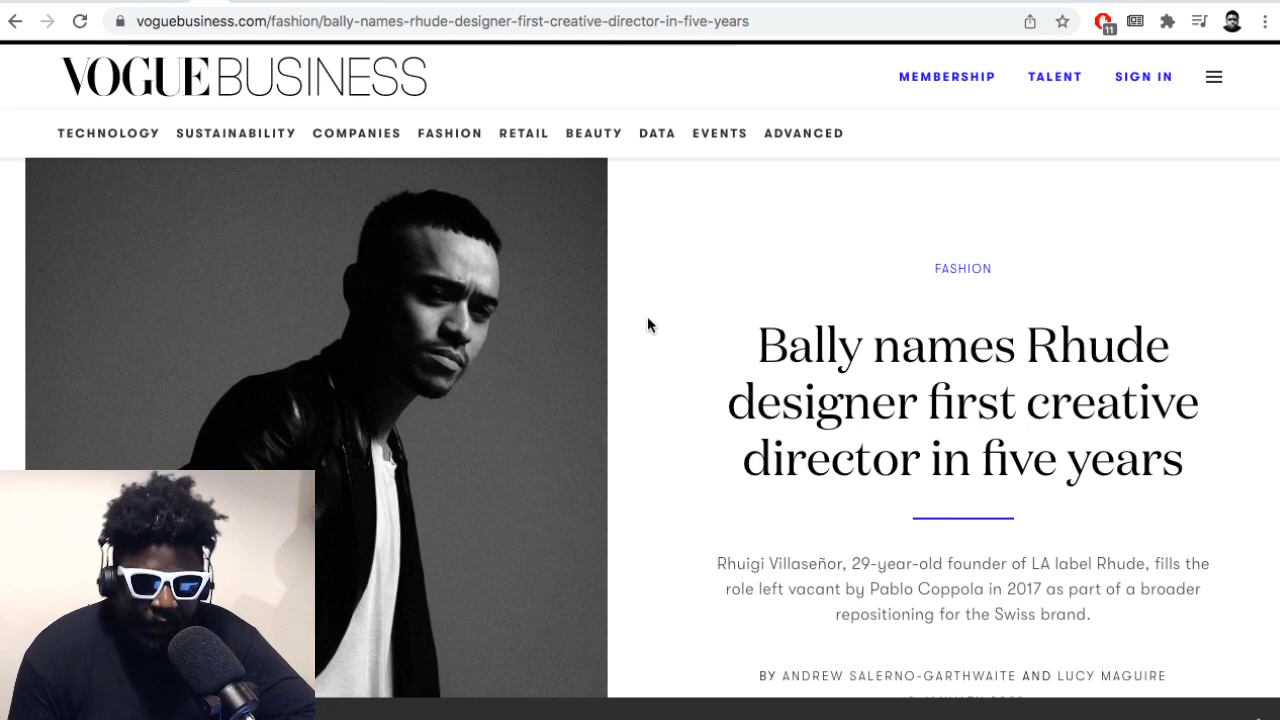 voguebusiness.com/fashion/bally-names-rhude-designer-first-creative-director-in-five-years
11
VOGUE BUSINESS
MEMBERSHIP TALENT SIGN IN
TECHNOLOGY SUSTAINABILITY COMPANIES FASHION RETAIL BEAUTY DATA EVENTS ADVANCED
FASHION
Bally names Rhude
designer first creative
director in five years
Rhuigi Villaseñor, 29-year-old founder of LA label Rhude, fills the
role left vacant by Pablo Coppola in 2017 as part of a broader
repositioning for the Swiss brand.
BY ANDREW SALERNO-GARTHWAITE AND LUCY MAGUIRE